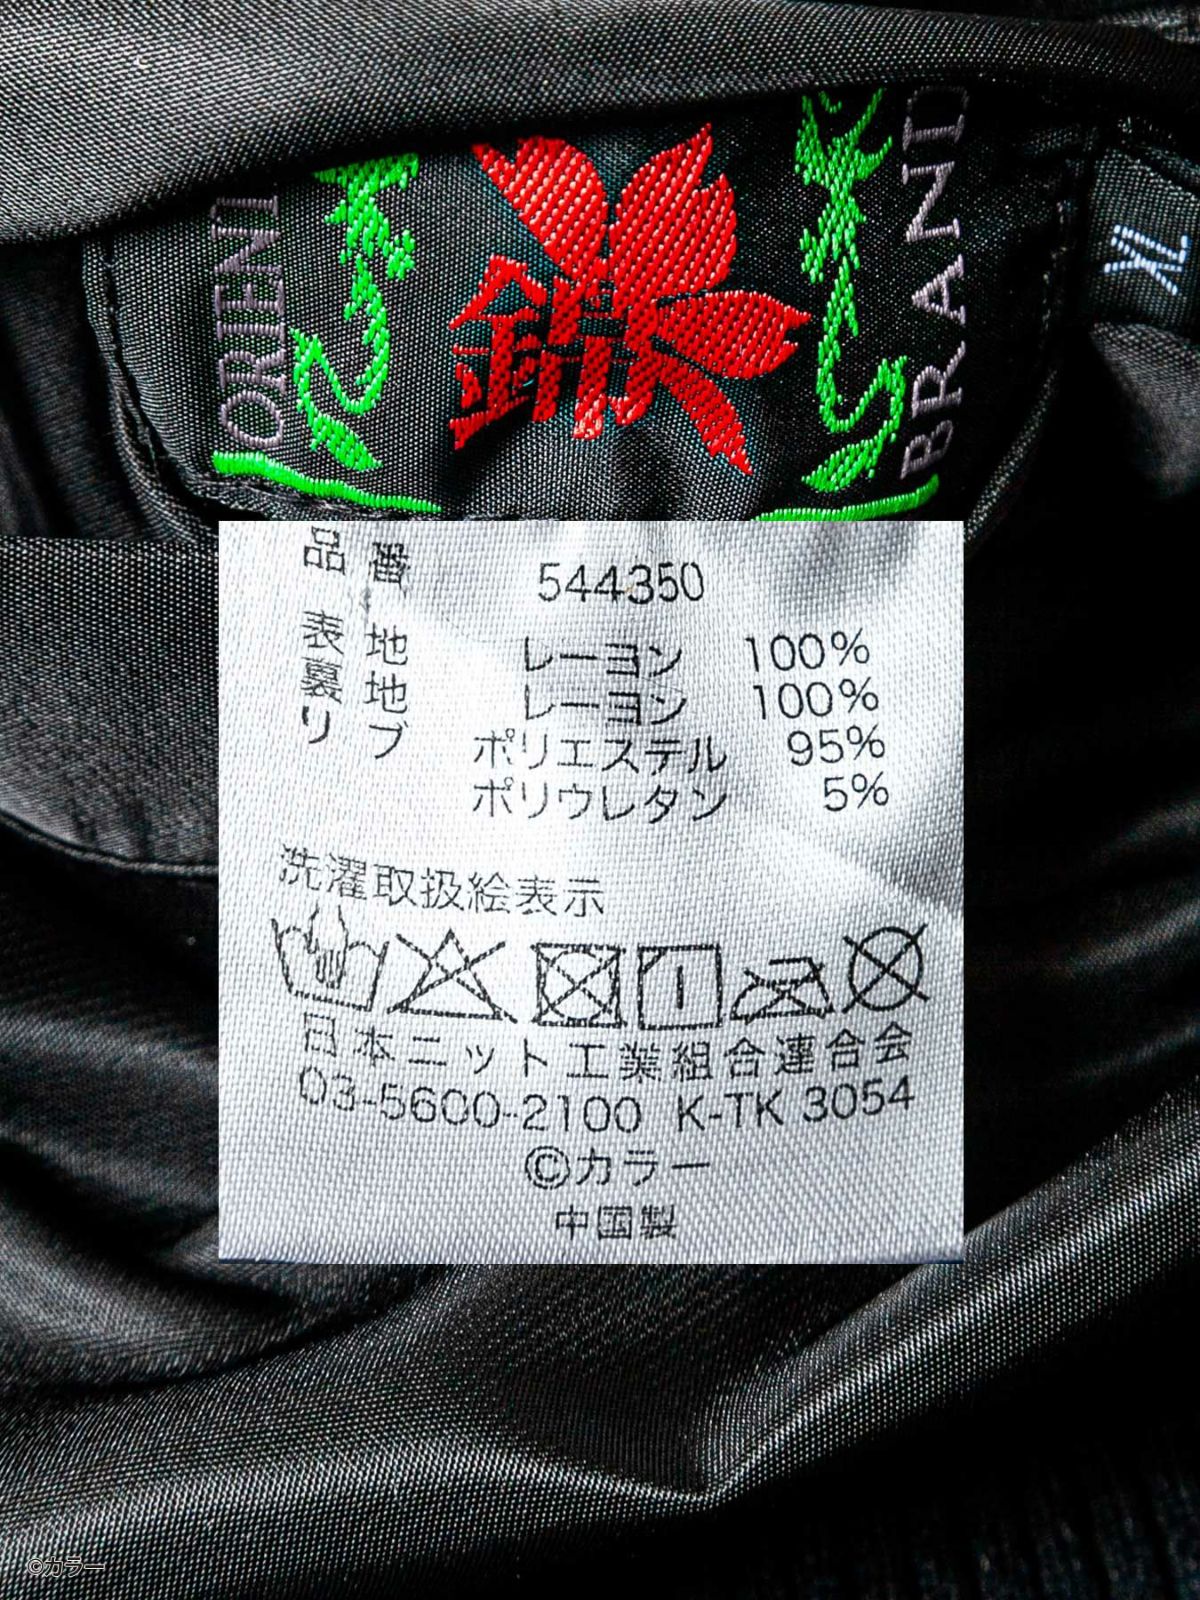 ORIENT
錦
BRAND
XL
品番 544350
表地 レーヨン 100%
裏地 レーヨン 100%
リブ ポリエステル 95%
ポリウレタン 5%
洗濯取扱絵表示
日本ニット工業組合連合会
03-5600-2100 K-TK 3054
©カラー
中国製
©カラー